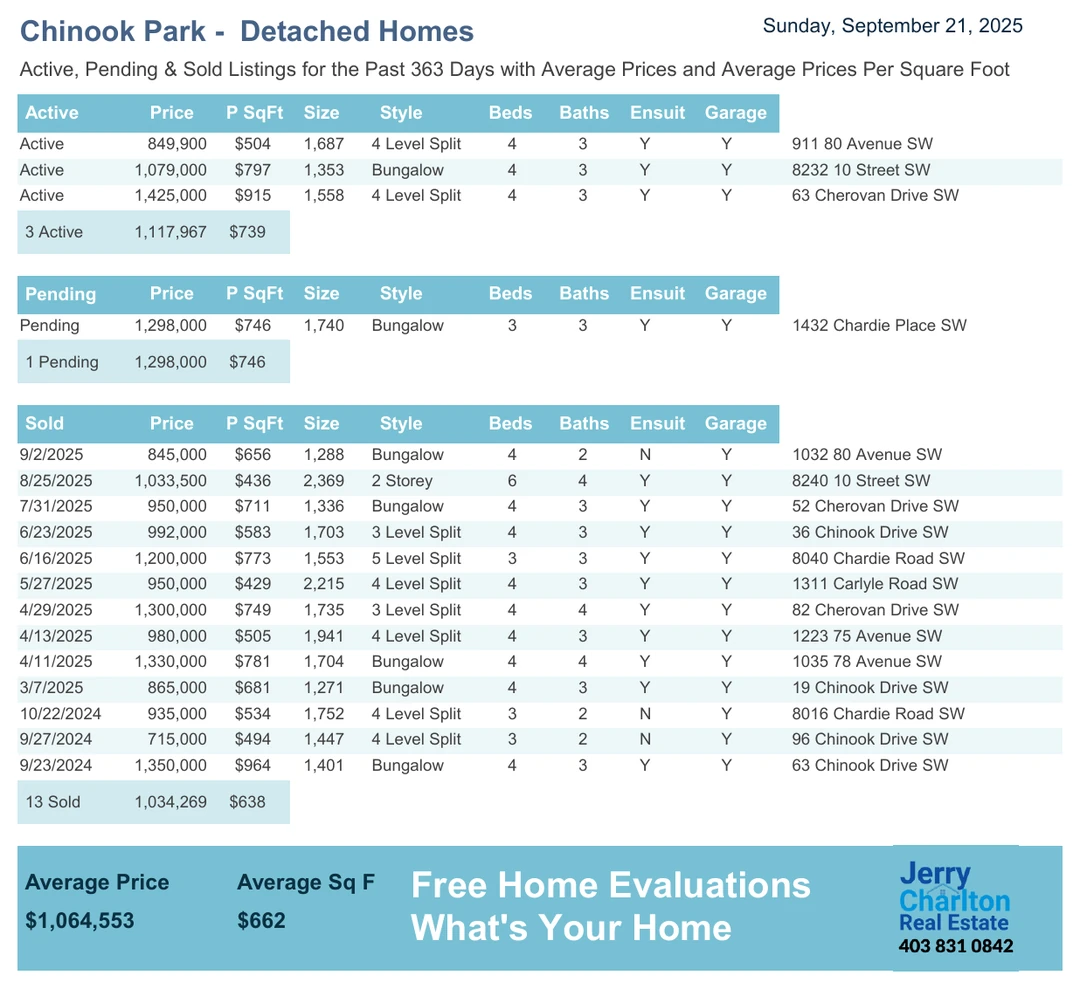 Chinook Park - Detached Homes
Sunday, September 21, 2025
Active, Pending & Sold Listings for the Past 363 Days with Average Prices and Average Prices Per Square Foot
Active Price P SqFt Size Style Beds Baths Ensuit Garage
Active 849,900 $504 1,687 4 Level Split 4 3 Y Y 911 80 Avenue SW
Active 1,079,000 $797 1,353 Bungalow 4 3 Y Y 8232 10 Street SW
Active 1,425,000 $915 1,558 4 Level Split 4 3 Y Y 63 Cherovan Drive SW
3 Active 1,117,967 $739
Pending Price P SqFt Size Style Beds Baths Ensuit Garage
Pending 1,298,000 $746 1,740 Bungalow 3 3 Y Y 1432 Chardie Place SW
1 Pending 1,298,000 $746
Sold Price P SqFt Size Style Beds Baths Ensuit Garage
9/2/2025 845,000 $656 1,288 Bungalow 4 2 N Y 1032 80 Avenue SW
8/25/2025 1,033,500 $436 2,369 2 Storey 6 4 Y Y 8240 10 Street SW
7/31/2025 950,000 $711 1,336 Bungalow 4 3 Y Y 52 Cherovan Drive SW
6/23/2025 992,000 $583 1,703 3 Level Split 4 3 Y Y 36 Chinook Drive SW
6/16/2025 1,200,000 $773 1,553 5 Level Split 3 3 Y Y 8040 Chardie Road SW
5/27/2025 950,000 $429 2,215 4 Level Split 4 3 Y Y 1311 Carlyle Road SW
4/29/2025 1,300,000 $749 1,735 3 Level Split 4 4 Y Y 82 Cherovan Drive SW
4/13/2025 980,000 $505 1,941 4 Level Split 4 3 Y Y 1223 75 Avenue SW
4/11/2025 1,330,000 $781 1,704 Bungalow 4 4 Y Y 1035 78 Avenue SW
3/7/2025 865,000 $681 1,271 Bungalow 4 3 Y Y 19 Chinook Drive SW
10/22/2024 935,000 $534 1,752 4 Level Split 3 2 N Y 8016 Chardie Road SW
9/27/2024 715,000 $494 1,447 4 Level Split 3 2 N Y 96 Chinook Drive SW
9/23/2024 1,350,000 $964 1,401 Bungalow 4 3 Y Y 63 Chinook Drive SW
13 Sold 1,034,269 $638
Average Price Average Sq F
$1,064,553 $662
Free Home Evaluations
What's Your Home
Jerry
Charlton
Real Estate
403 831 0842